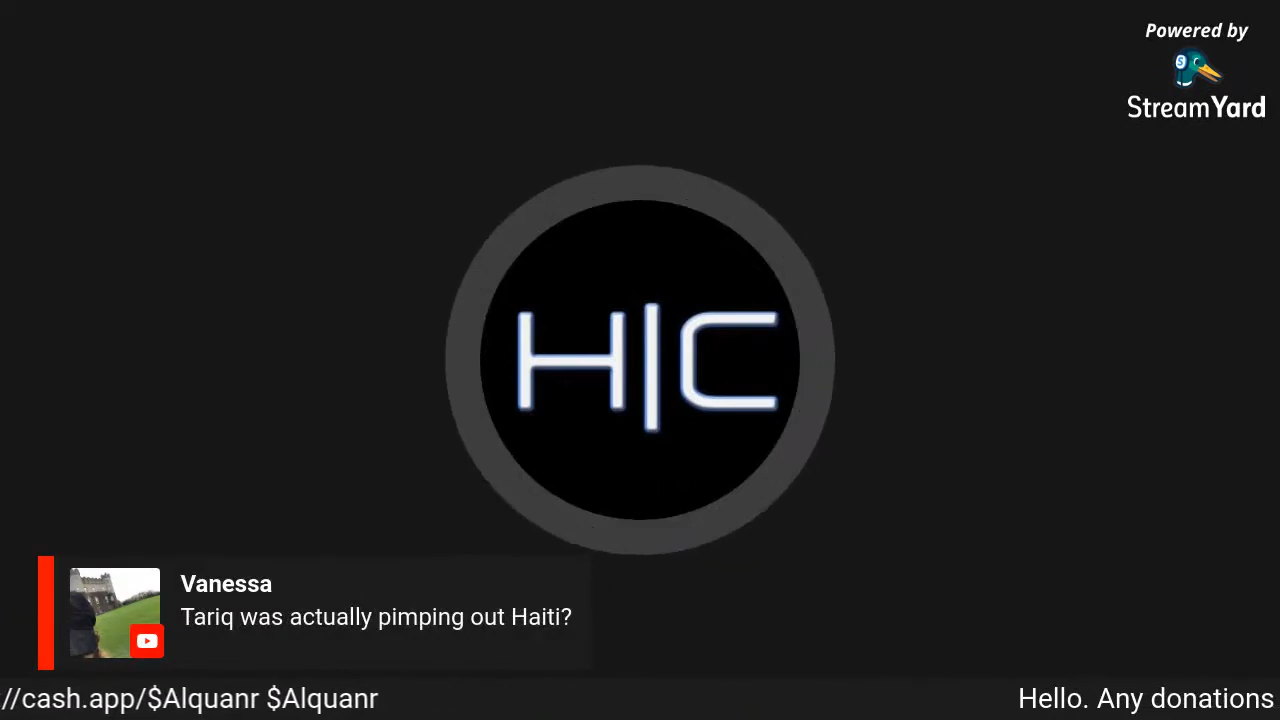 Powered by
StreamYard
H|C
Vanessa
Tariq was actually pimping out Haiti?
//cash.app/$Alquanr $Alquanr
Hello. Any donations